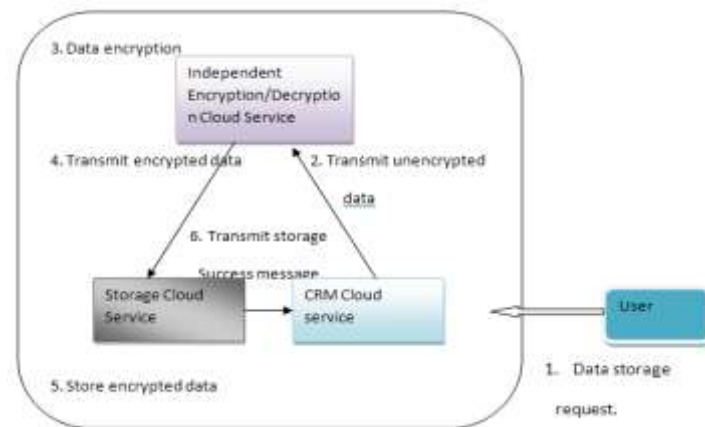 3. Data encryption
Independent
Encryption/Decryptio
n Cloud Service
4. Transmit encrypted data
2. Transmit unencrypted
data
6. Transmit storage
Success message
Storage Cloud
Service
CRM Cloud
service
User
5. Store encrypted data
1. Data storage
request.